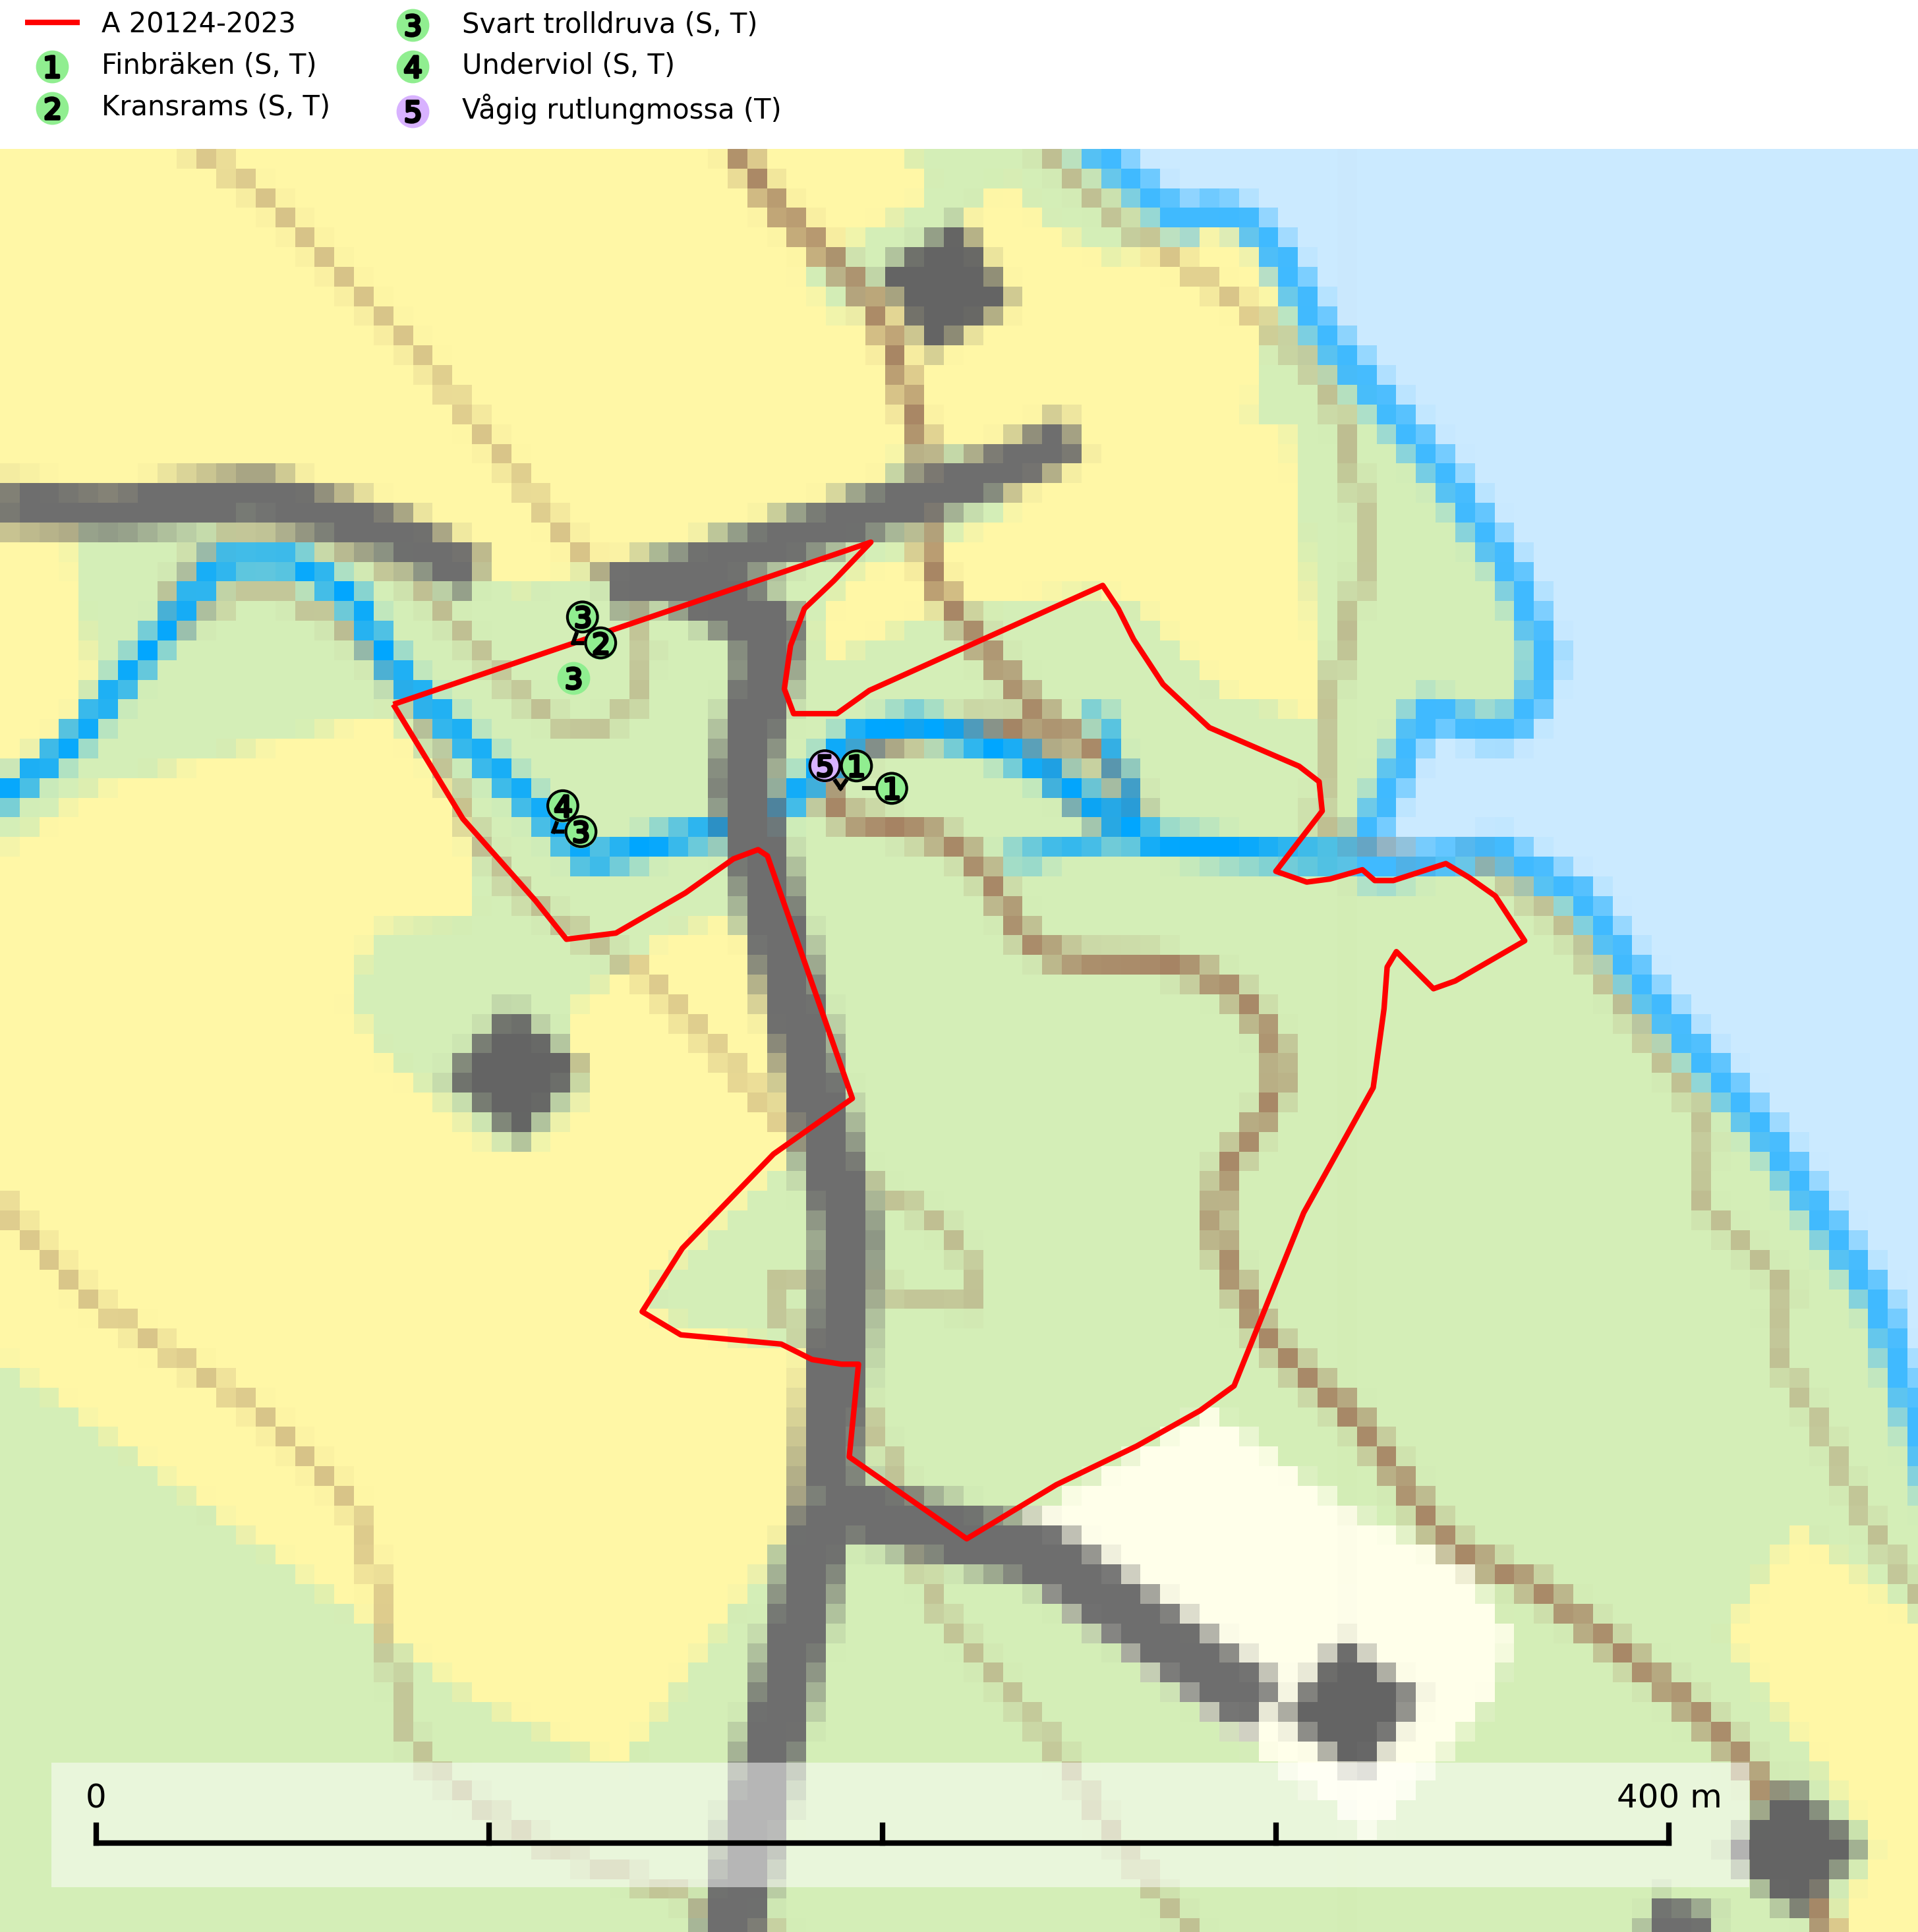 A 20124-2023
1 Finbräken (S, T)
2 Kransrams (S, T)
3 Svart trolldruva (S, T)
4 Underviol (S, T)
5 Vågig rutlungmossa (T)
3
2
3
5 1
1
4
3
0 400 m